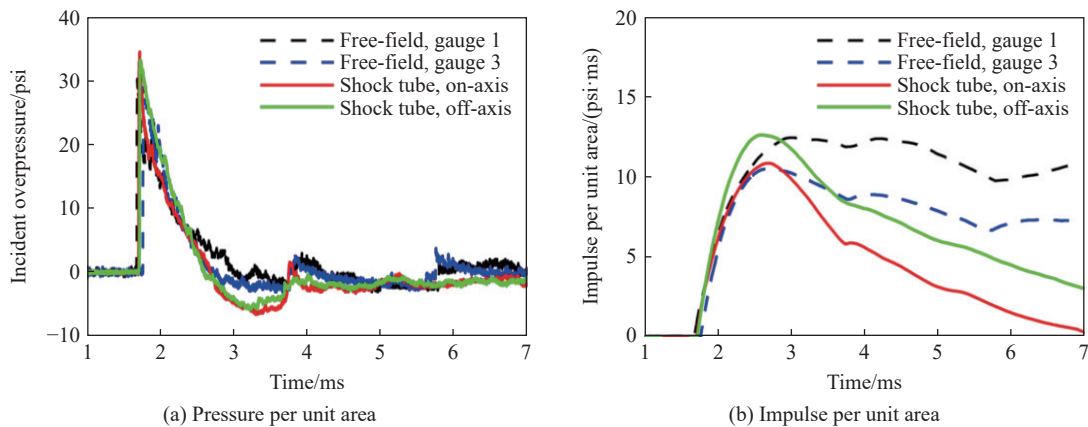 40
30
20
10
0
−10
Incident overpressure/psi
Free-field, gauge 1
Free-field, gauge 3
Shock tube, on-axis
Shock tube, off-axis
1 2 3 4 5 6 7
Time/ms
(a) Pressure per unit area
20
15
10
5
0
Impulse per unit area/(psi·ms)
Free-field, gauge 1
Free-field, gauge 3
Shock tube, on-axis
Shock tube, off-axis
1 2 3 4 5 6 7
Time/ms
(b) Impulse per unit area